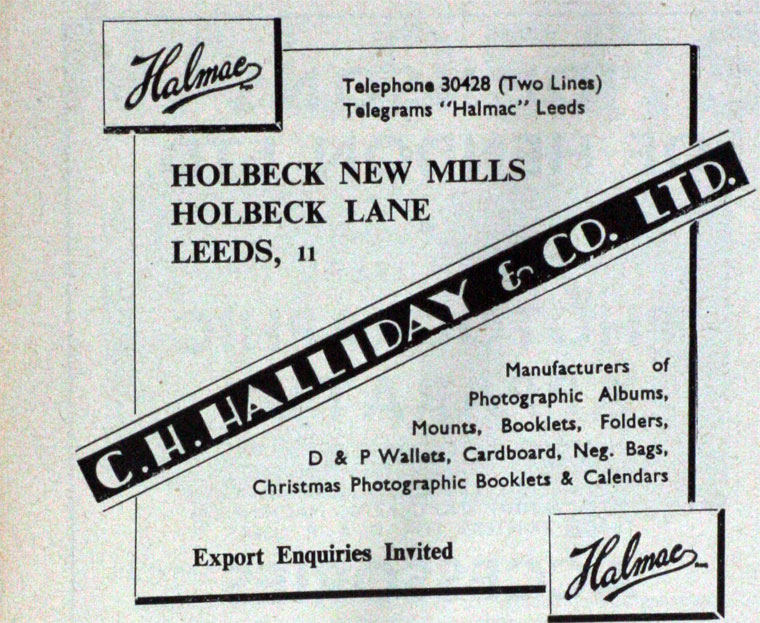 Halmac
Telephone 30428 (Two Lines)
Telegrams "Halmac" Leeds
HOLBECK NEW MILLS
HOLBECK LANE
LEEDS, 11
C.H. HALLIDAY & CO. LTD.
Manufacturers of
Photographic Albums,
Mounts, Booklets, Folders,
D & P Wallets, Cardboard, Neg. Bags,
Christmas Photographic Booklets & Calendars
Export Enquiries Invited
Halmac